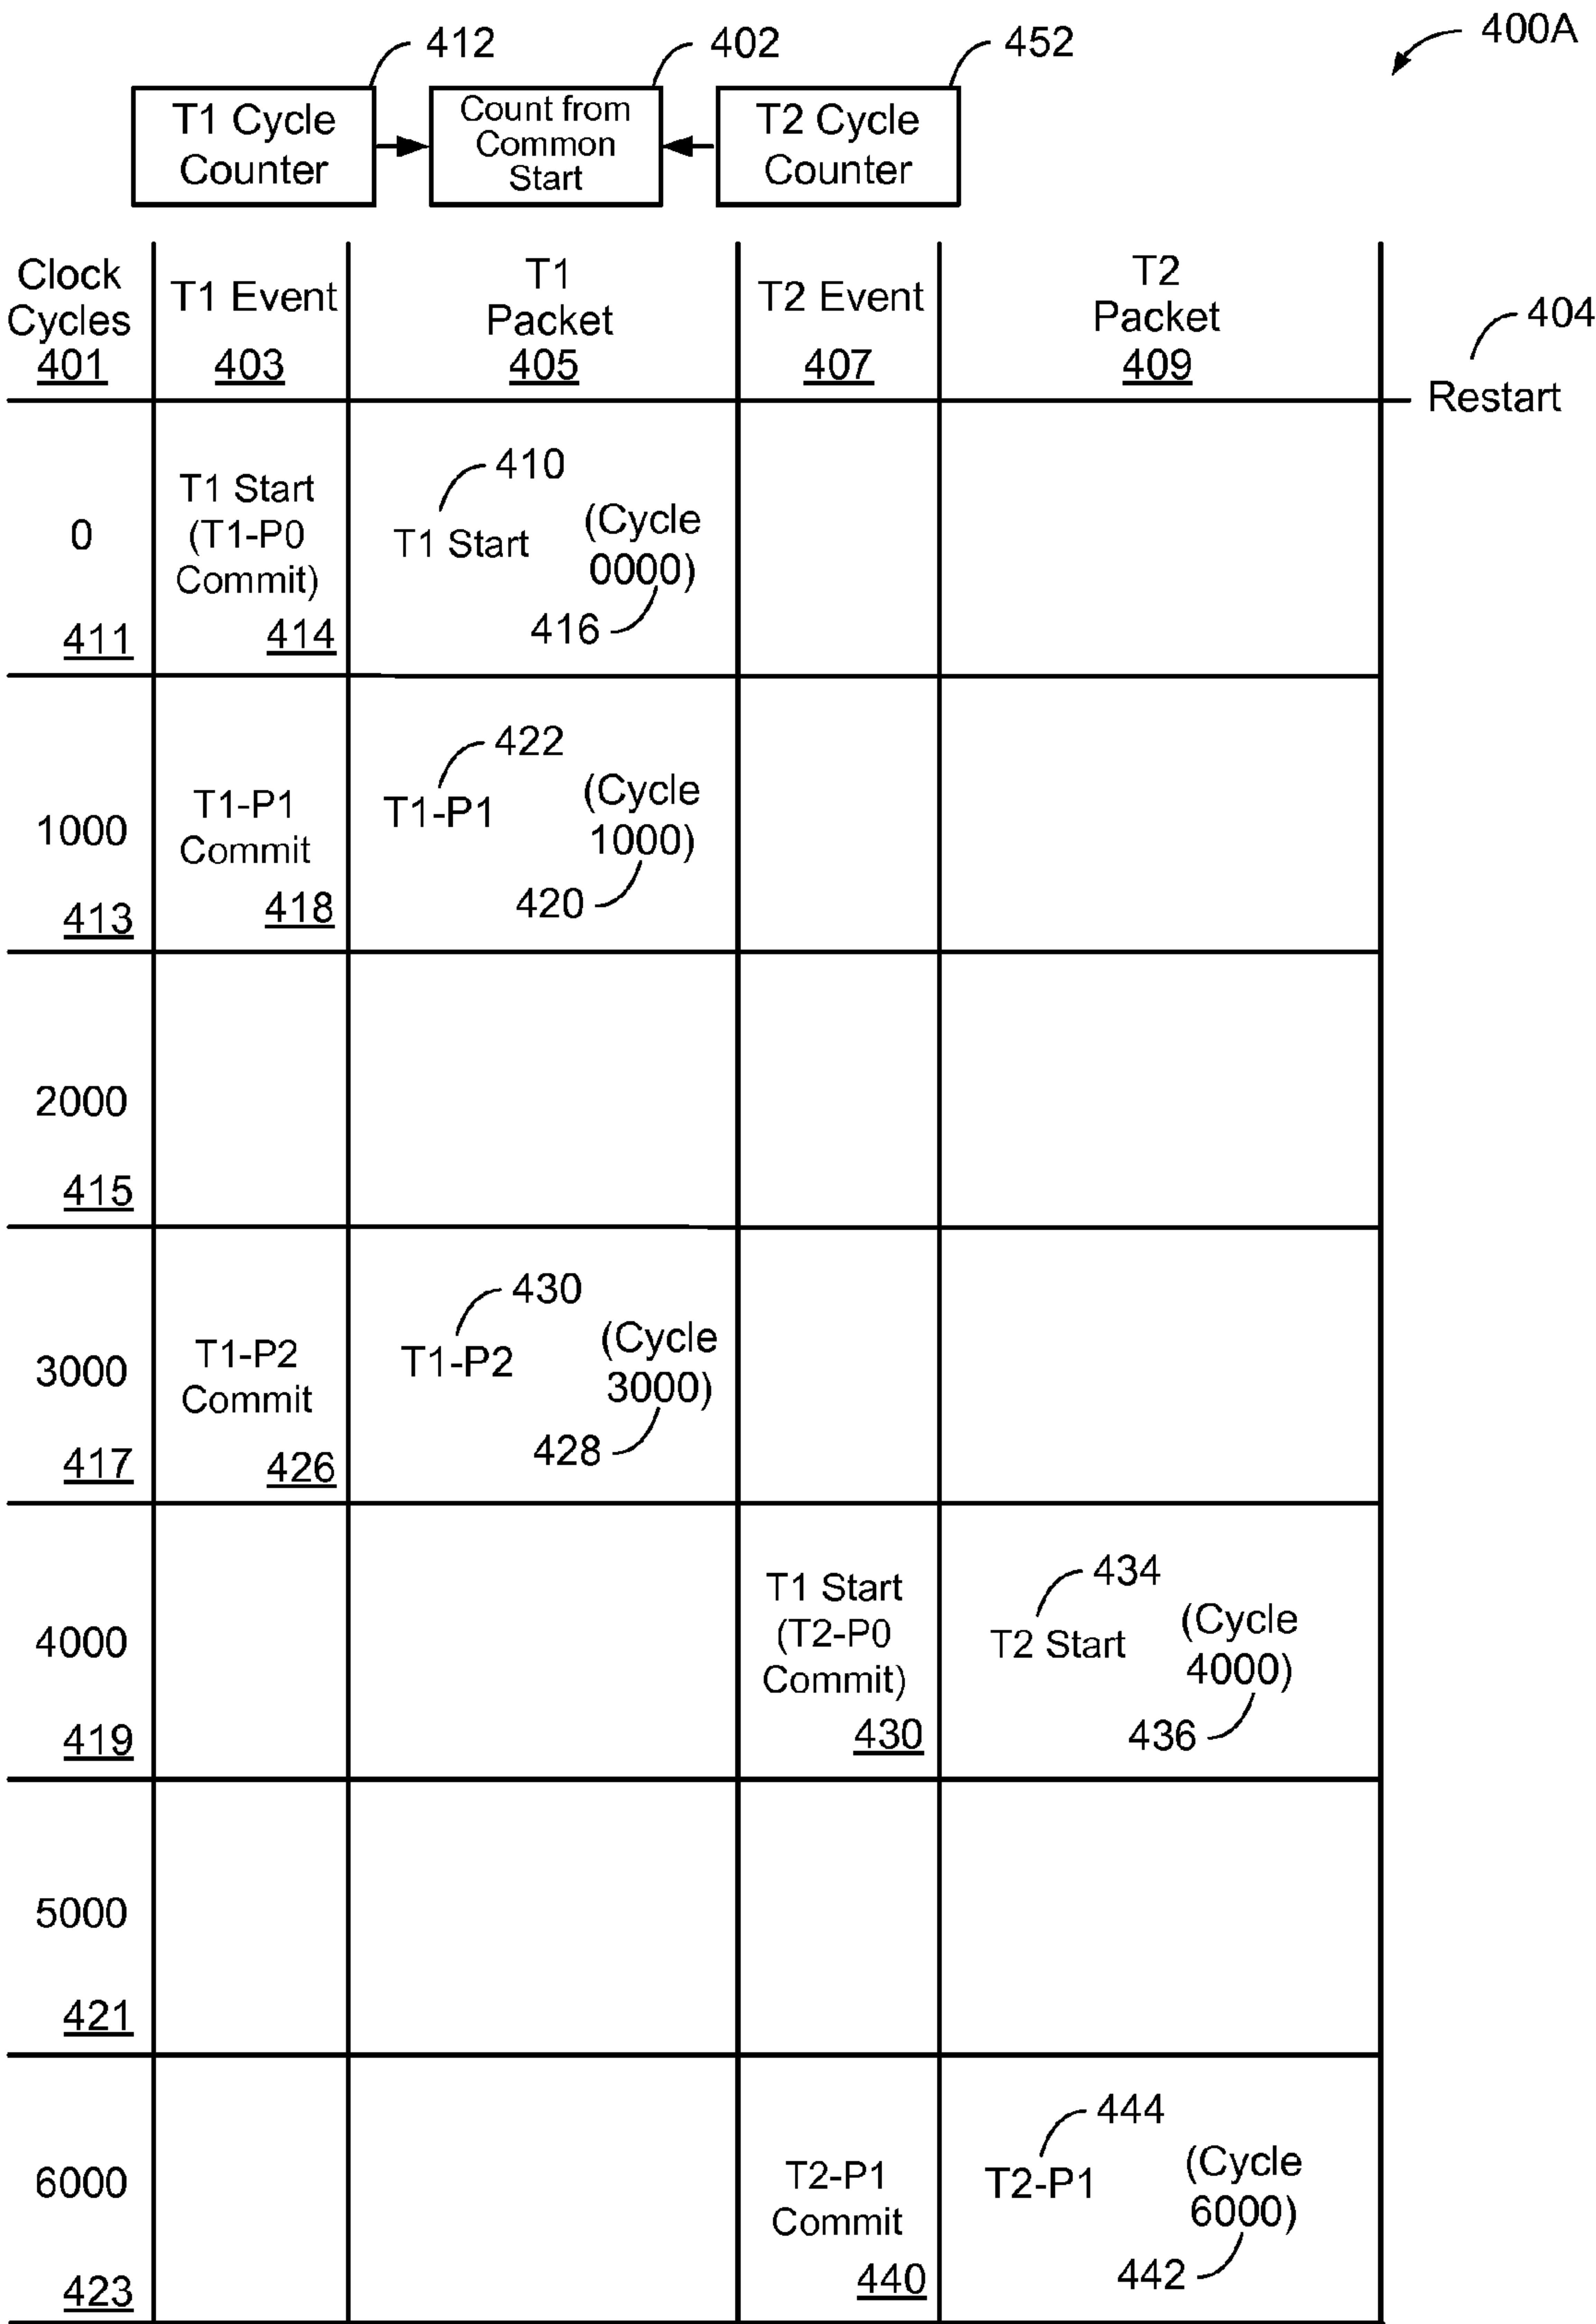 412
402
452
400A
T1 Cycle
Counter
Count from
Common
Start
T2 Cycle
Counter
Clock
Cycles
401
T1 Event
403
T1
Packet
405
T2 Event
407
T2
Packet
409
404
Restart
0
411
T1 Start
(T1-P0
Commit)
414
410
T1 Start
(Cycle
0000)
416
1000
413
T1-P1
Commit
418
422
T1-P1
(Cycle
1000)
420
2000
415
3000
417
T1-P2
Commit
426
430
T1-P2
(Cycle
3000)
428
4000
419
T1 Start
(T2-P0
Commit)
430
434
T2 Start
(Cycle
4000)
436
5000
421
6000
423
T2-P1
Commit
440
444
T2-P1
(Cycle
6000)
442